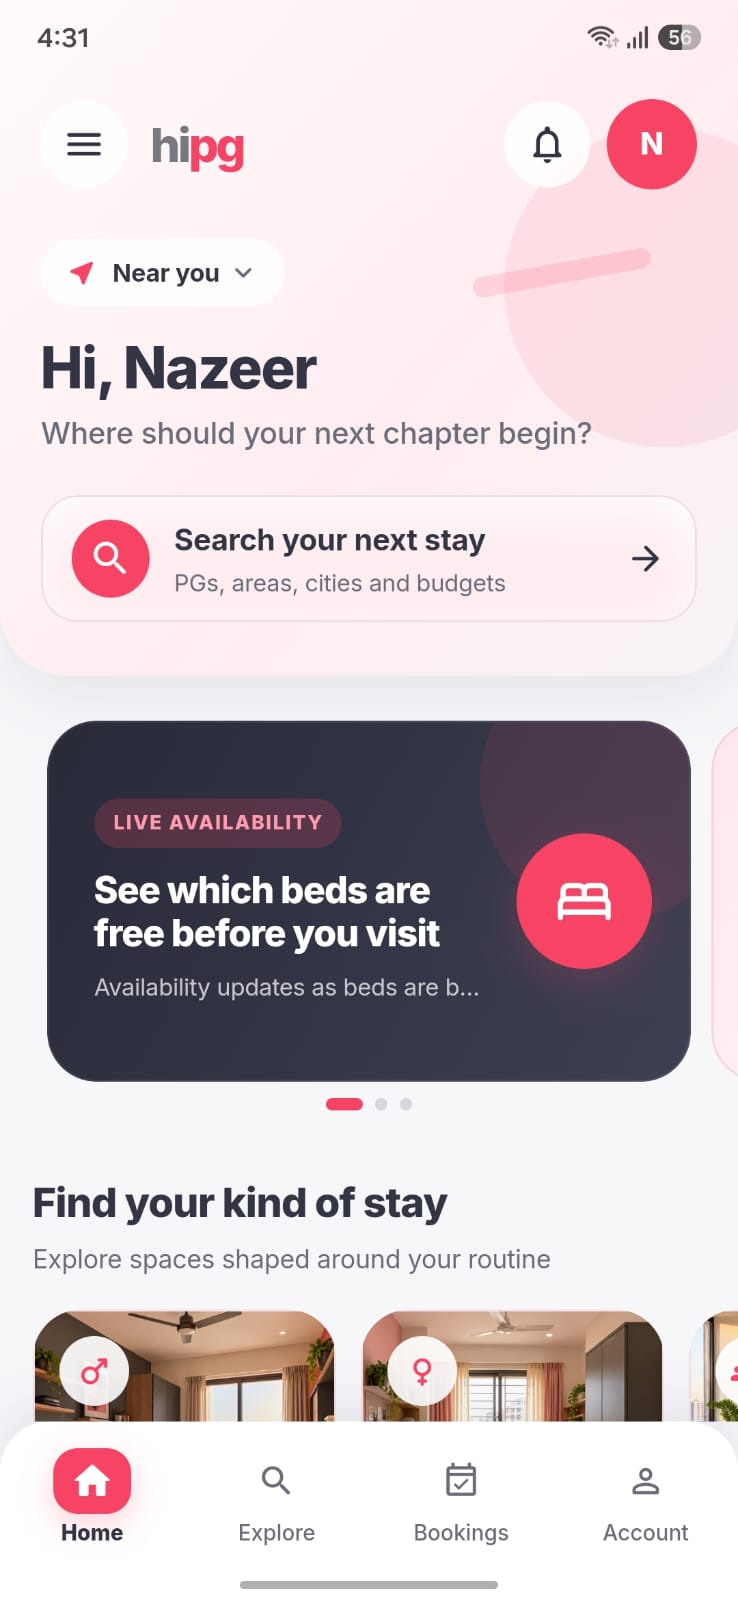 4:31
56
hipg
N
Near you
Hi, Nazeer
Where should your next chapter begin?
Search your next stay
PGs, areas, cities and budgets
LIVE AVAILABILITY
See which beds are
free before you visit
Availability updates as beds are b...
Find your kind of stay
Explore spaces shaped around your routine
Home
Explore
Bookings
Account